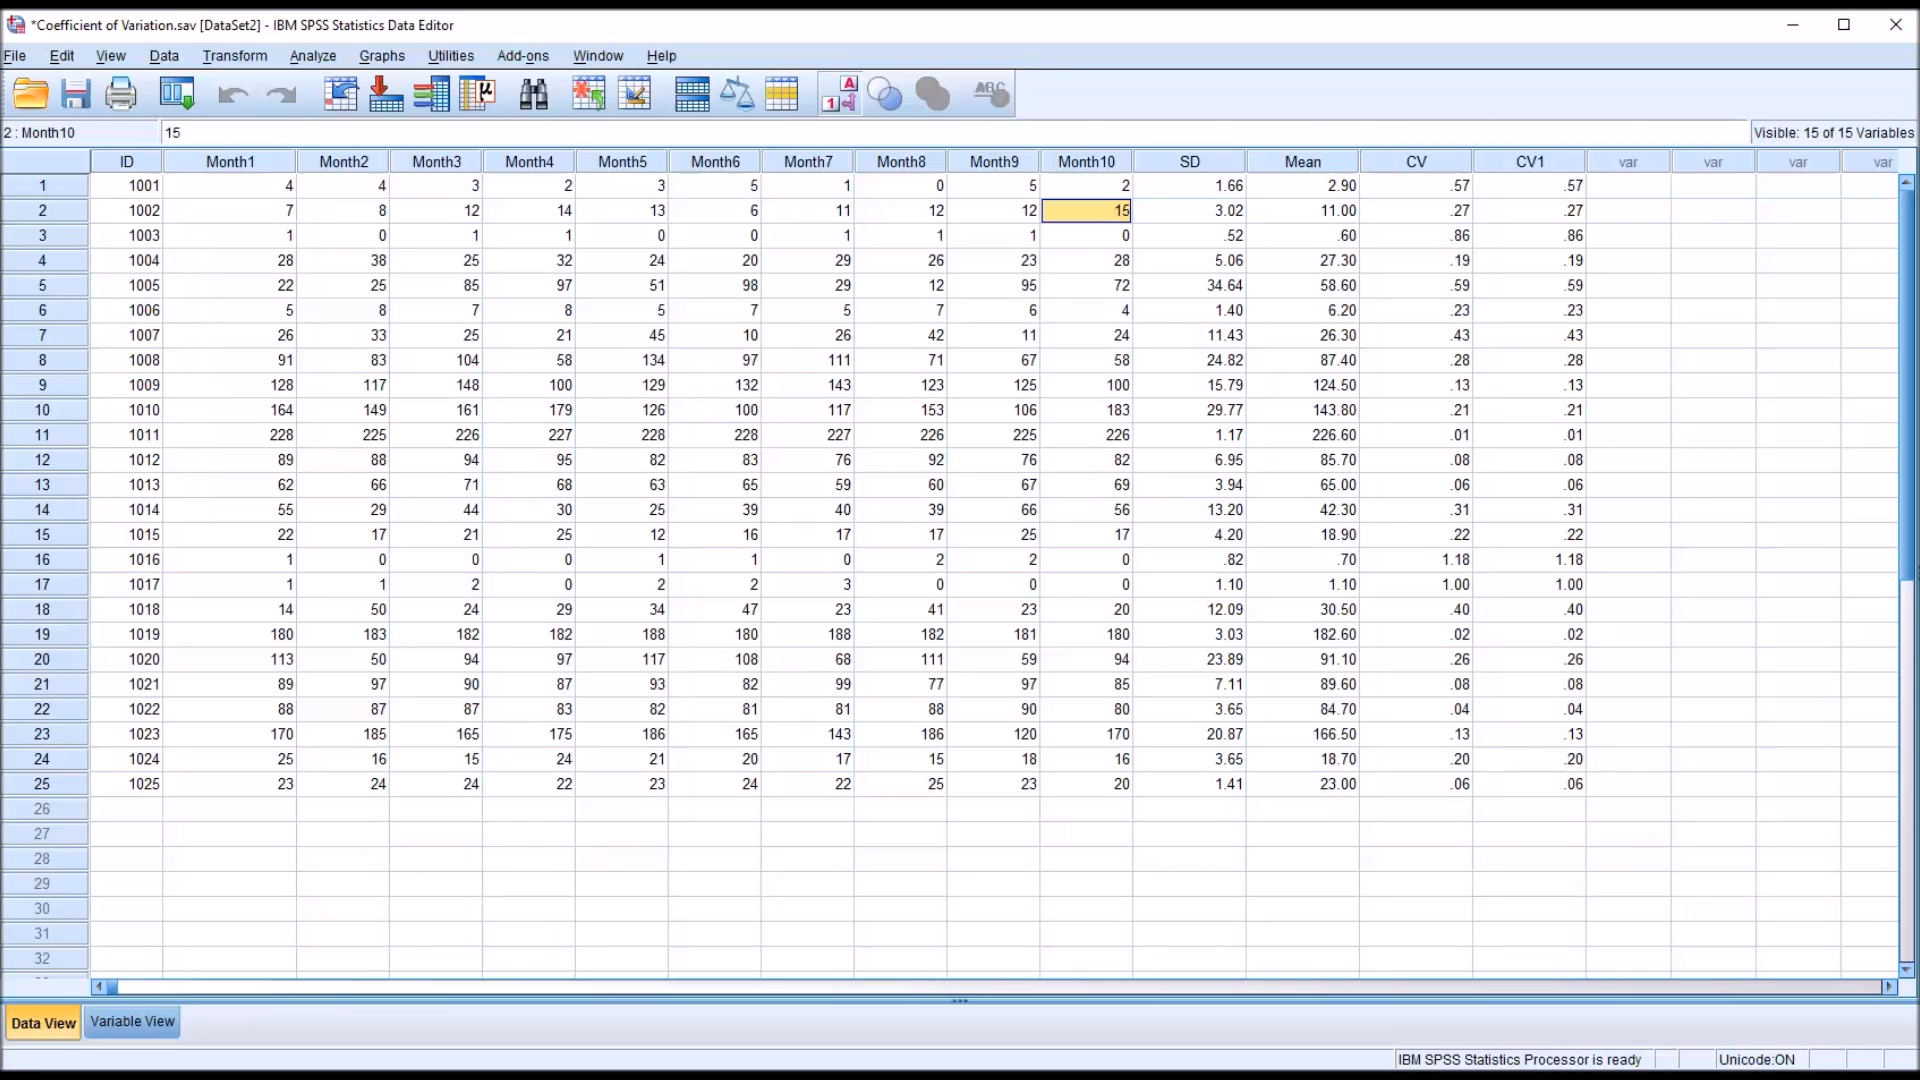 *Coefficient of Variation.sav [DataSet2] - IBM SPSS Statistics Data Editor
File Edit View Data Transform Analyze Graphs Utilities Add-ons Window Help
2 : Month10 15 Visible: 15 of 15 Variables
ID Month1 Month2 Month3 Month4 Month5 Month6 Month7 Month8 Month9 Month10 SD Mean CV CV1 var var var var
1 1001 4 4 3 2 3 5 1 0 5 2 1.66 2.90 .57 .57
2 1002 7 8 12 14 13 6 11 12 12 15 3.02 11.00 .27 .27
3 1003 1 0 1 1 0 0 1 1 1 0 .52 .60 .86 .86
4 1004 28 38 25 32 24 20 29 26 23 28 5.06 27.30 .19 .19
5 1005 22 25 85 97 51 98 29 12 95 72 34.64 58.60 .59 .59
6 1006 5 8 7 8 5 7 5 7 6 4 1.40 6.20 .23 .23
7 1007 26 33 25 21 45 10 26 42 11 24 11.43 26.30 .43 .43
8 1008 91 83 104 58 134 97 111 71 67 58 24.82 87.40 .28 .28
9 1009 128 117 148 100 129 132 143 123 125 100 15.79 124.50 .13 .13
10 1010 164 149 161 179 126 100 117 153 106 183 29.77 143.80 .21 .21
11 1011 228 225 226 227 228 228 227 226 225 226 1.17 226.60 .01 .01
12 1012 89 88 94 95 82 83 76 92 76 82 6.95 85.70 .08 .08
13 1013 62 66 71 68 63 65 59 60 67 69 3.94 65.00 .06 .06
14 1014 55 29 44 30 25 39 40 39 66 56 13.20 42.30 .31 .31
15 1015 22 17 21 25 12 16 17 17 25 17 4.20 18.90 .22 .22
16 1016 1 0 0 0 1 1 0 2 2 0 .82 .70 1.18 1.18
17 1017 1 1 2 0 2 2 3 0 0 0 1.10 1.10 1.00 1.00
18 1018 14 50 24 29 34 47 23 41 23 20 12.09 30.50 .40 .40
19 1019 180 183 182 182 188 180 188 182 181 180 3.03 182.60 .02 .02
20 1020 113 50 94 97 117 108 68 111 59 94 23.89 91.10 .26 .26
21 1021 89 97 90 87 93 82 99 77 97 85 7.11 89.60 .08 .08
22 1022 88 87 87 83 82 81 81 88 90 80 3.65 84.70 .04 .04
23 1023 170 185 165 175 186 165 143 186 120 170 20.87 166.50 .13 .13
24 1024 25 16 15 24 21 20 17 15 18 16 3.65 18.70 .20 .20
25 1025 23 24 24 22 23 24 22 25 23 20 1.41 23.00 .06 .06
26
27
28
29
30
31
32
Data View Variable View
IBM SPSS Statistics Processor is ready Unicode:ON